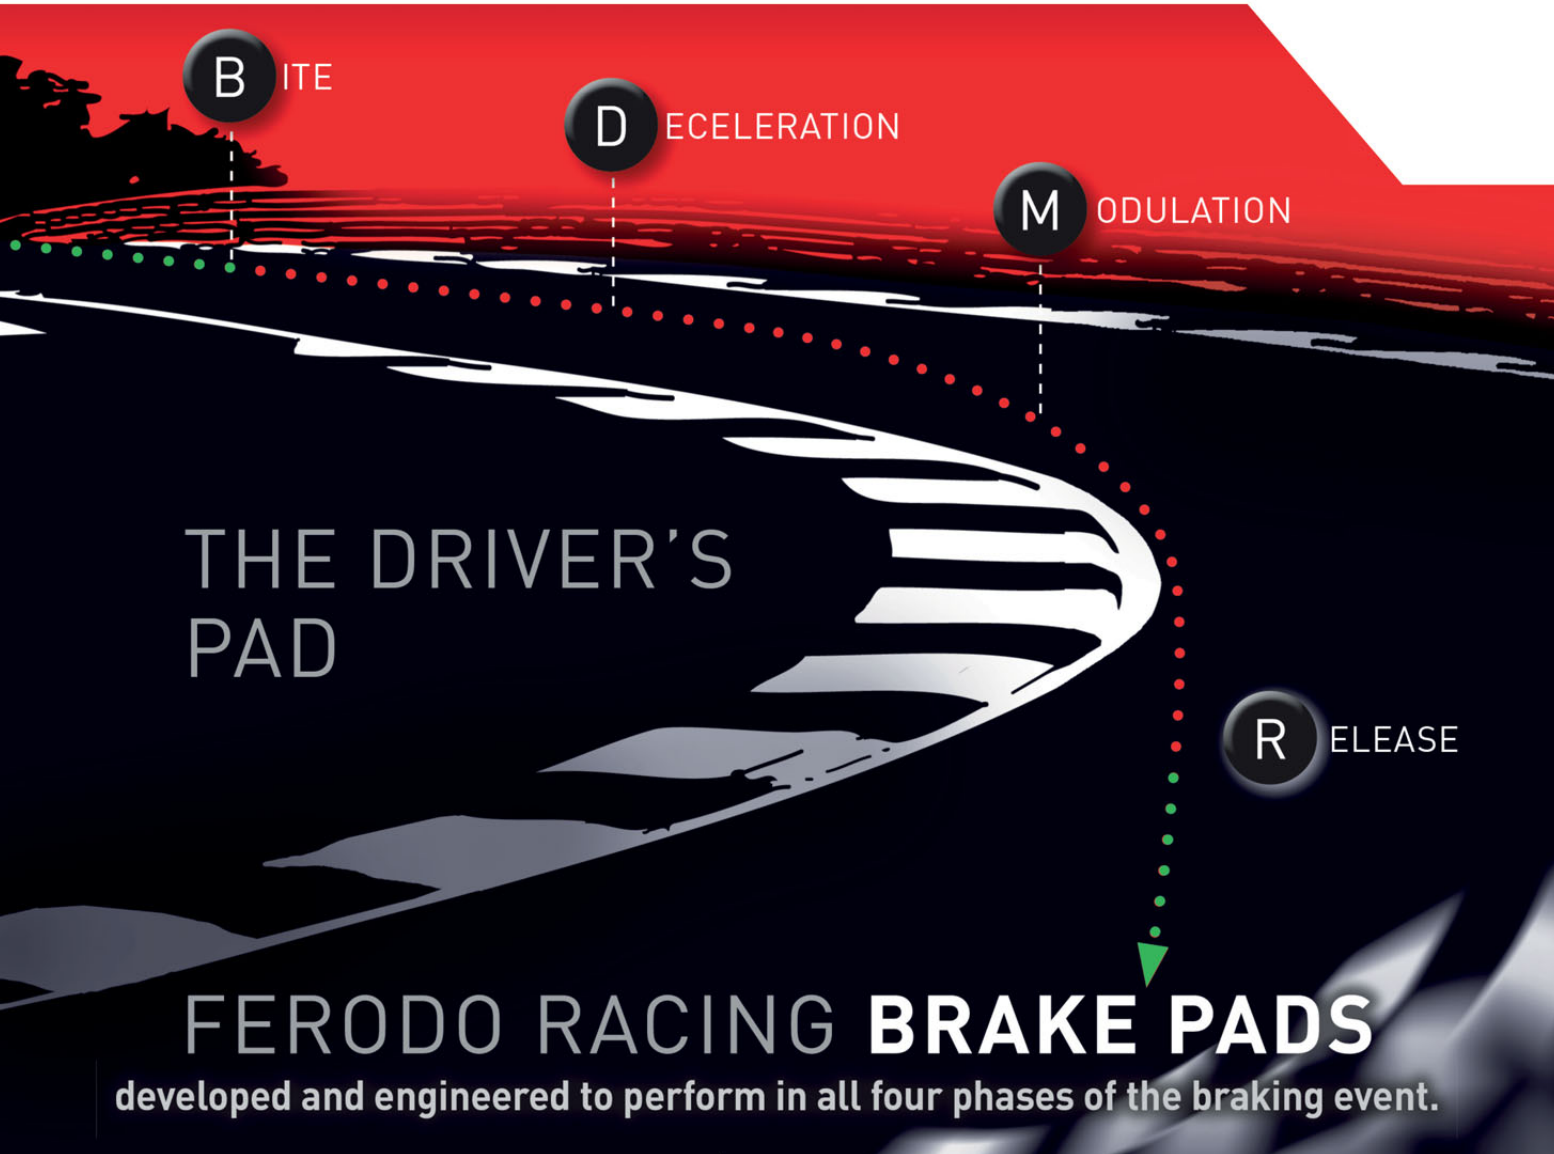 BITE
DECELERATION
MODULATION
THE DRIVER'S
PAD
RELEASE
FERODO RACING BRAKE PADS
developed and engineered to perform in all four phases of the braking event.